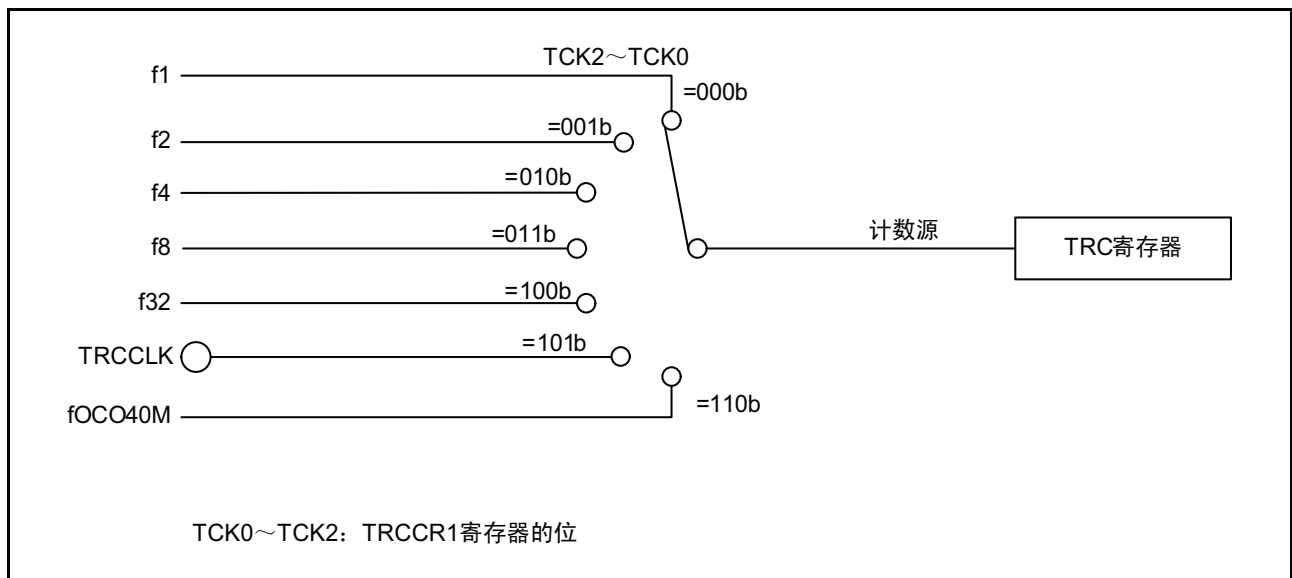 TCK2～TCK0
f1
=000b
f2
=001b
f4
=010b
f8
=011b
计数源
TRC寄存器
f32
=100b
TRCCLK
=101b
fOCO40M
=110b
TCK0～TCK2：TRCCR1寄存器的位